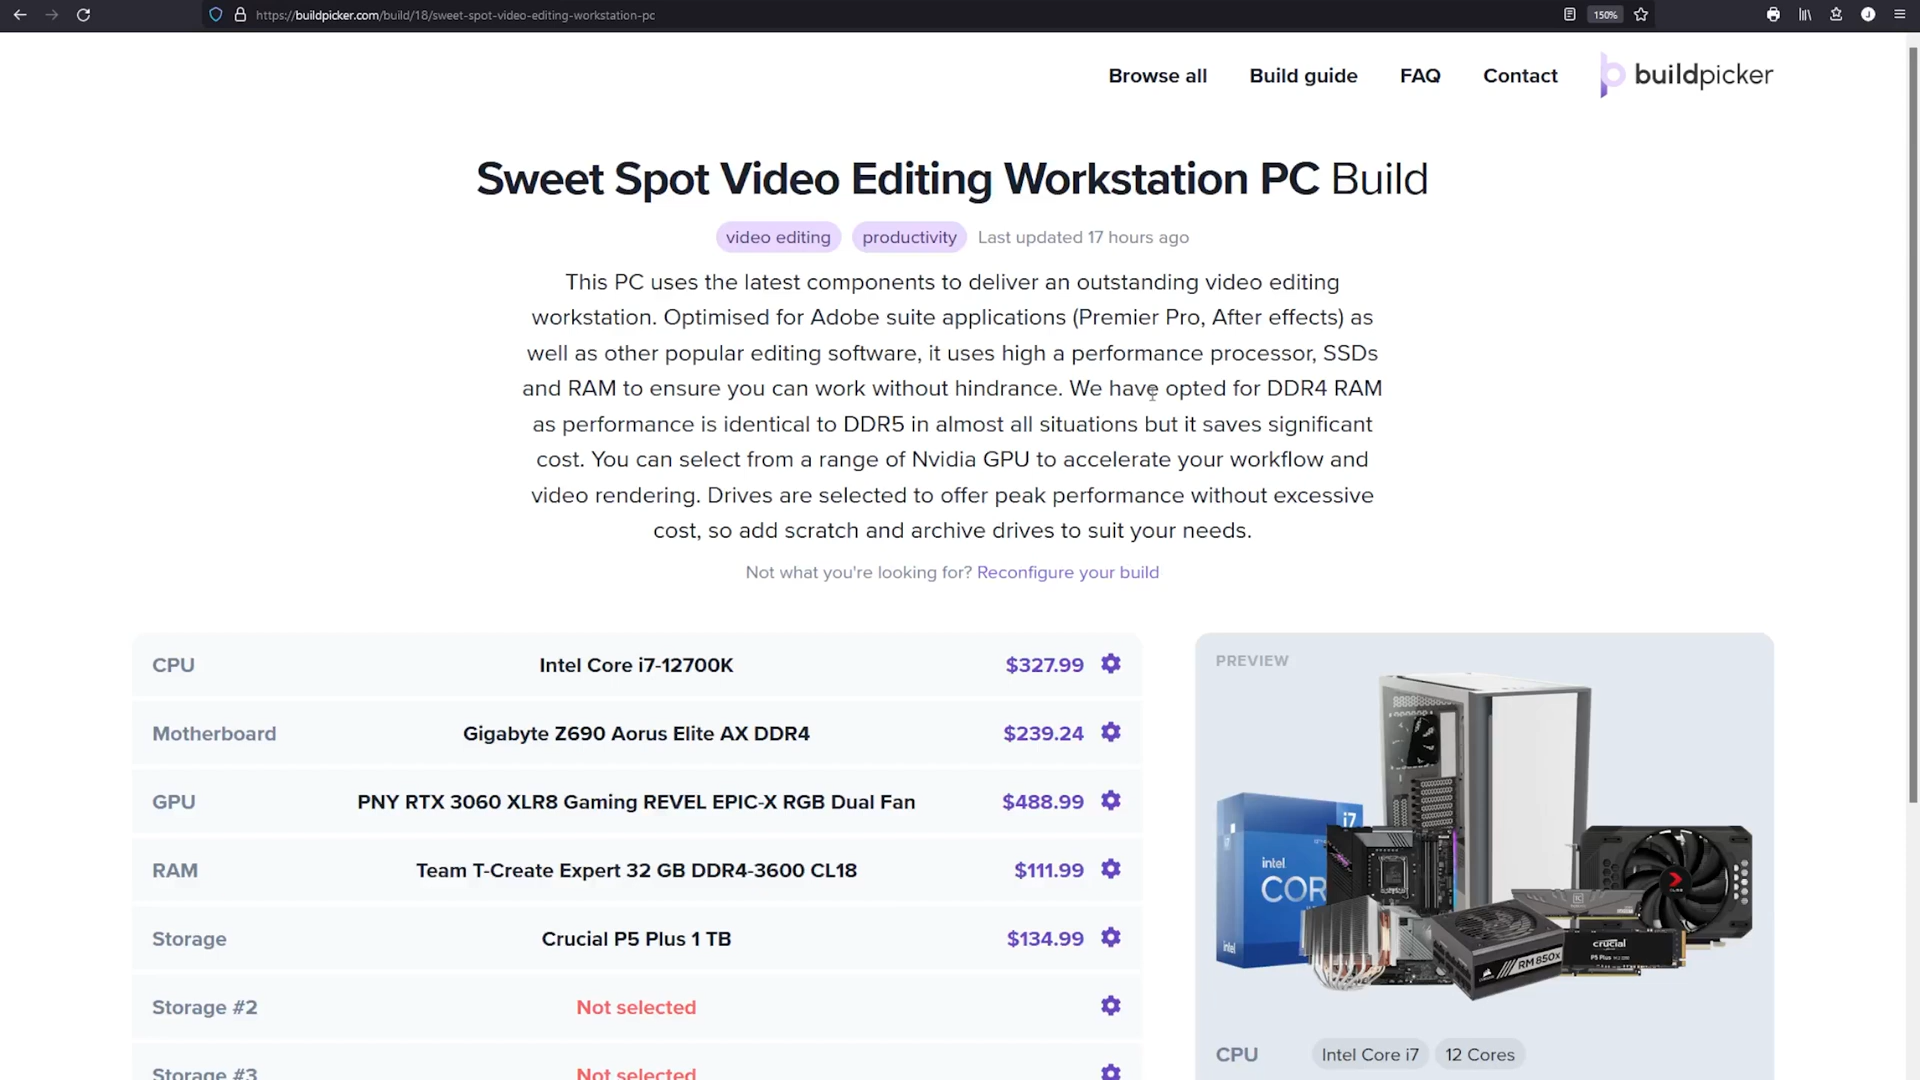 https://buildpicker.com/build/18/sweet-spot-video-editing-workstation-pc
150%
J
Browse all
Build guide
FAQ
Contact
buildpicker
Sweet Spot Video Editing Workstation PC Build
video editing
productivity
Last updated 17 hours ago
This PC uses the latest components to deliver an outstanding video editing
workstation. Optimised for Adobe suite applications (Premier Pro, After effects) as
well as other popular editing software, it uses high a performance processor, SSDs
and RAM to ensure you can work without hindrance. We have opted for DDR4 RAM
as performance is identical to DDR5 in almost all situations but it saves significant
cost. You can select from a range of Nvidia GPU to accelerate your workflow and
video rendering. Drives are selected to offer peak performance without excessive
cost, so add scratch and archive drives to suit your needs.
Not what you're looking for? Reconfigure your build
CPU
Intel Core i7-12700K
$327.99
Motherboard
Gigabyte Z690 Aorus Elite AX DDR4
$239.24
GPU
PNY RTX 3060 XLR8 Gaming REVEL EPIC-X RGB Dual Fan
$488.99
RAM
Team T-Create Expert 32 GB DDR4-3600 CL18
$111.99
Storage
Crucial P5 Plus 1 TB
$134.99
Storage #2
Not selected
Storage #3
Not selected
PREVIEW
i7
intel
COR
intel
RM850x
crucial
P5 Plus
CPU
Intel Core i7
12 Cores